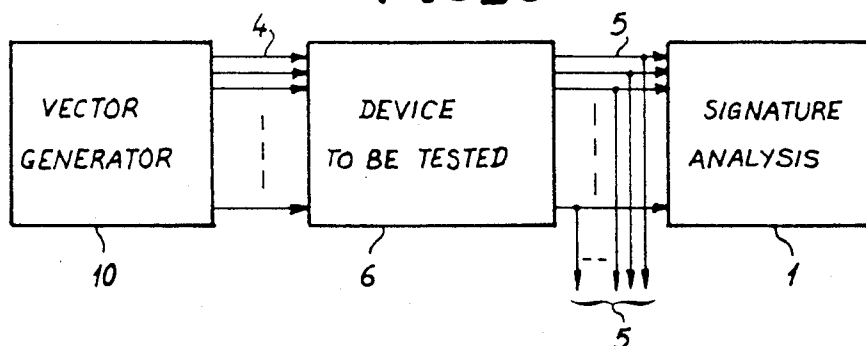 4
5
VECTOR
GENERATOR
DEVICE
TO BE TESTED
SIGNATURE
ANALYSIS
10
6
1
5